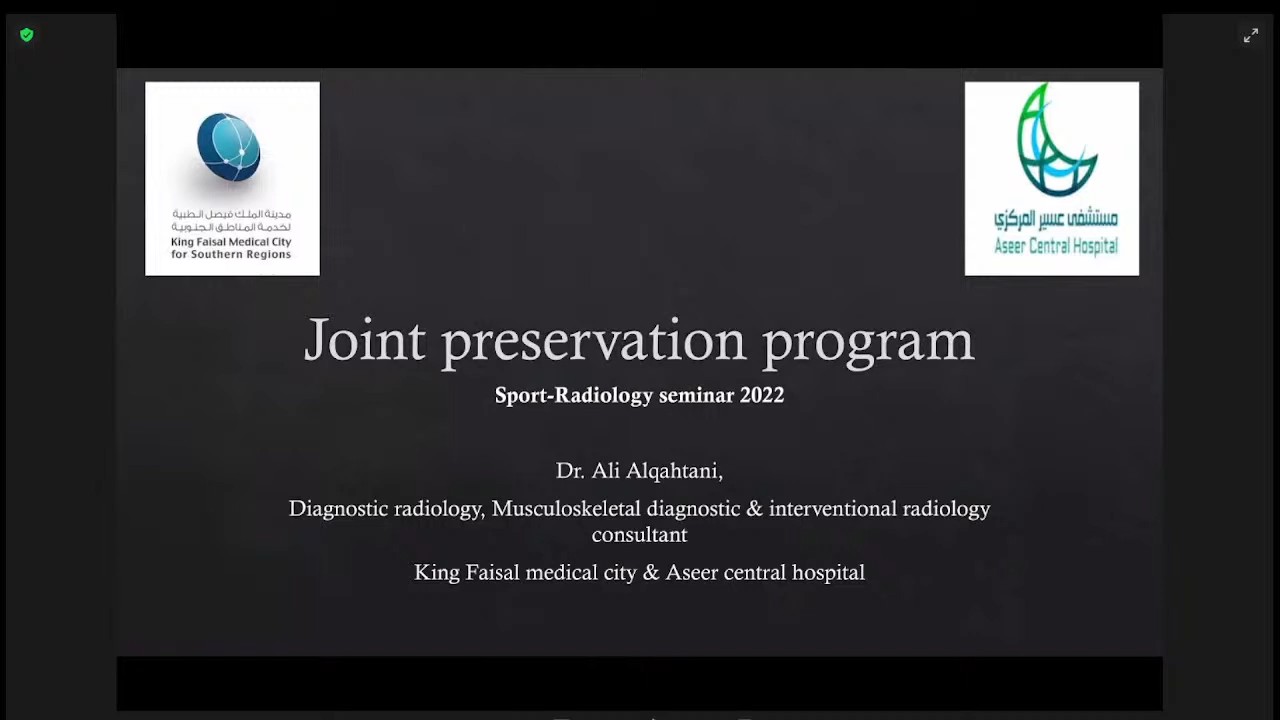 مدينة الملك فيصل الطبية
لخدمة المناطق الجنوبية
King Faisal Medical City
for Southern Regions
مستشفى عسير المركزي
Aseer Central Hospital
Joint preservation program
Sport-Radiology seminar 2022
Dr. Ali Alqahtani,
Diagnostic radiology, Musculoskeletal diagnostic & interventional radiology
consultant
King Faisal medical city & Aseer central hospital